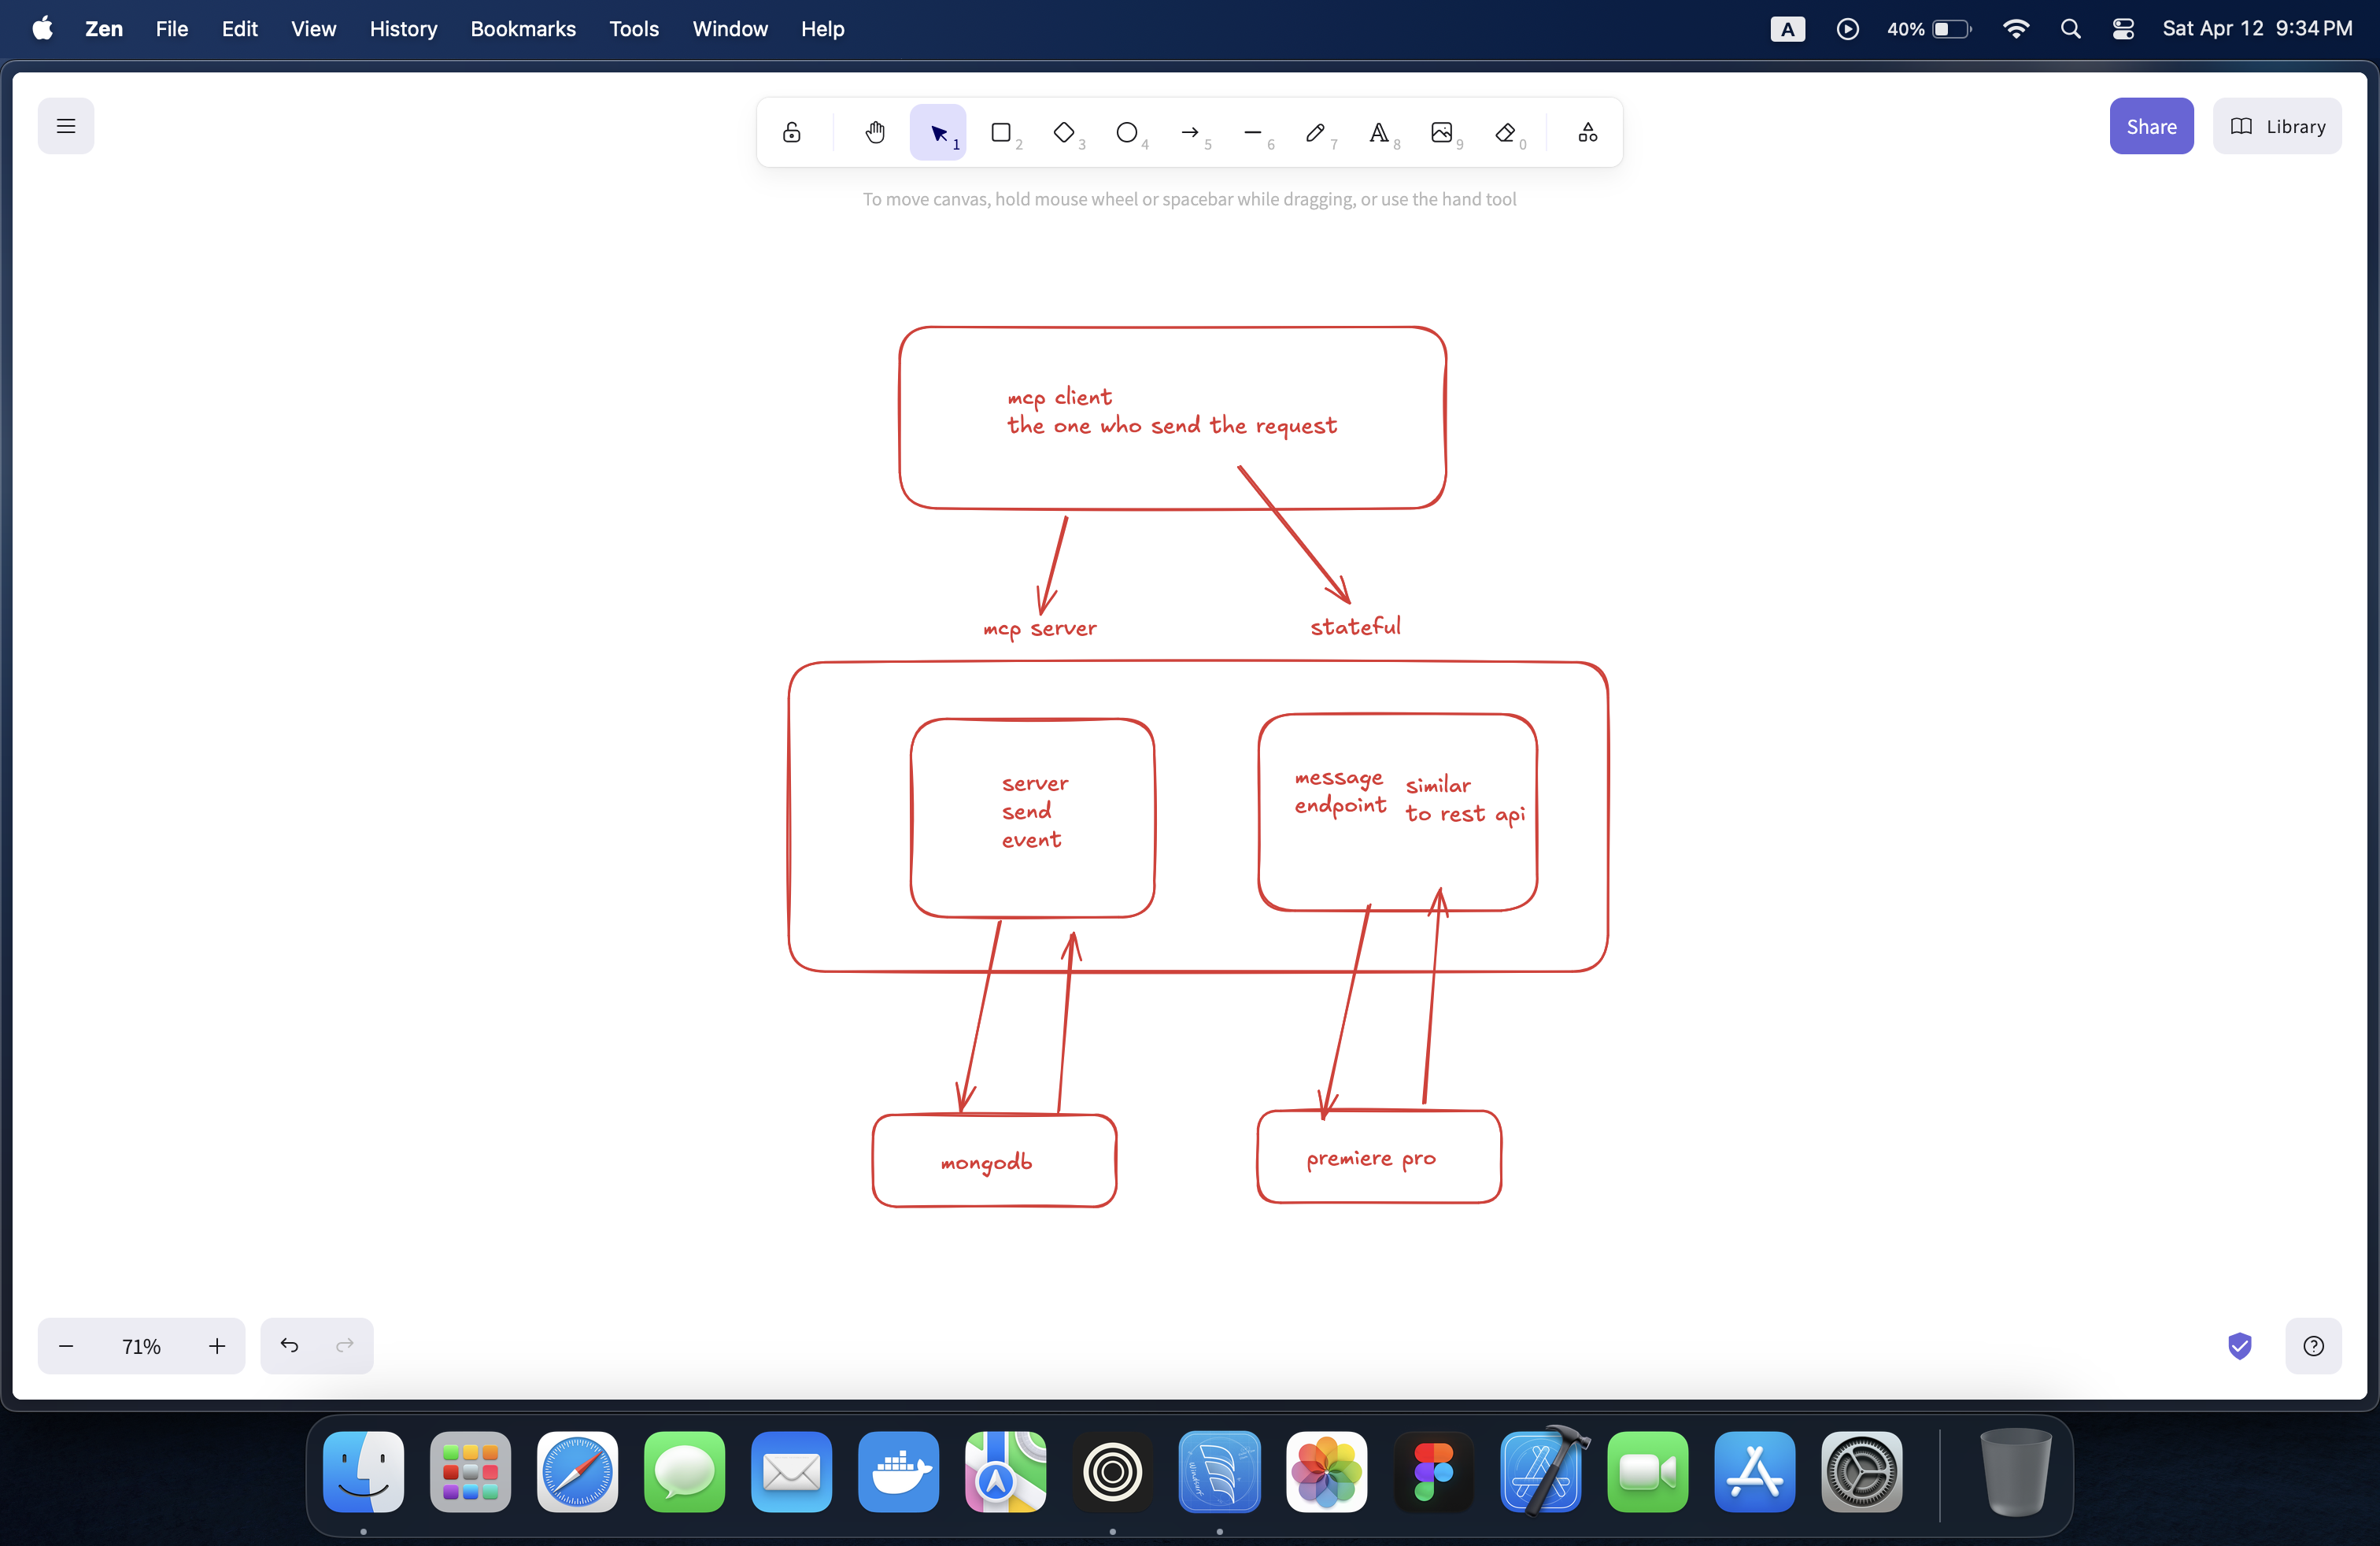 Zen File Edit View History Bookmarks Tools Window Help
A 40% Sat Apr 12 9:34 PM
1 2 3 4 5 6 7 8 9 0
Share Library
To move canvas, hold mouse wheel or spacebar while dragging, or use the hand tool
mcp client
the one who send the request
mcp server
stateful
server
send
event
message
endpoint
similar
to rest api
mongodb
premiere pro
71%